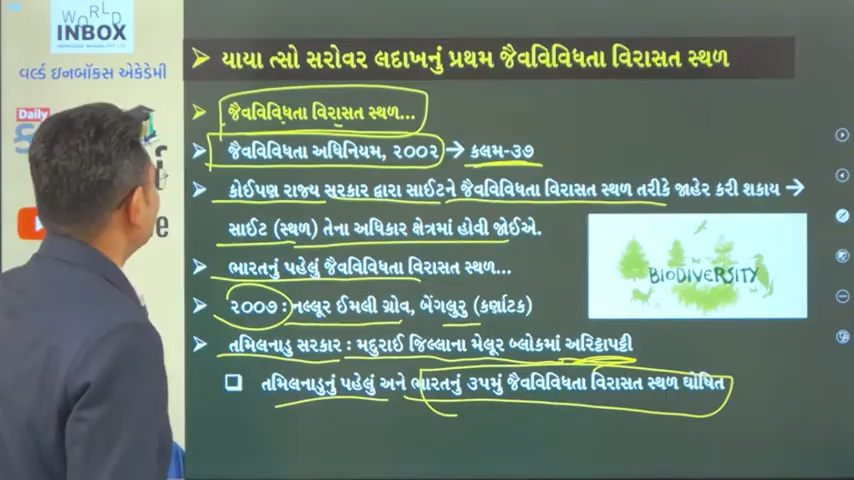 WORLD
INBOX
વર્લ્ડ ઇનબૉક્સ એકેડેમી
Daily
યાયા ત્સો સરોવર લદાખનું પ્રથમ જૈવવિવિધતા વિરાસત સ્થળ
જૈવવિવિધતા વિરાસત સ્થળ...
જૈવવિવિધતા અધિનિયમ, ૨૦૦૨ → કલમ-૩૭
કોઈપણ રાજ્ય સરકાર દ્વારા સાઈટને જૈવવિવિધતા વિરાસત સ્થળ તરીકે જાહેર કરી શકાય →
સાઈટ (સ્થળ) તેના અધિકાર ક્ષેત્રમાં હોવી જોઈએ.
ભારતનું પહેલું જૈવવિવિધતા વિરાસત સ્થળ...
૨૦૦૭ : નલ્લૂર ઈમલી ગ્રોવ, બેંગલુરુ (કર્ણાટક)
તમિલનાડુ સરકાર : મદુરાઈ જિલ્લાના મેલૂર બ્લોકમાં અરિટ્ટાપટ્ટી
તમિલનાડુનું પહેલું અને ભારતનું ૩૫મું જૈવવિવિધતા વિરાસત સ્થળ ઘોષિત
BIODIVERSITY